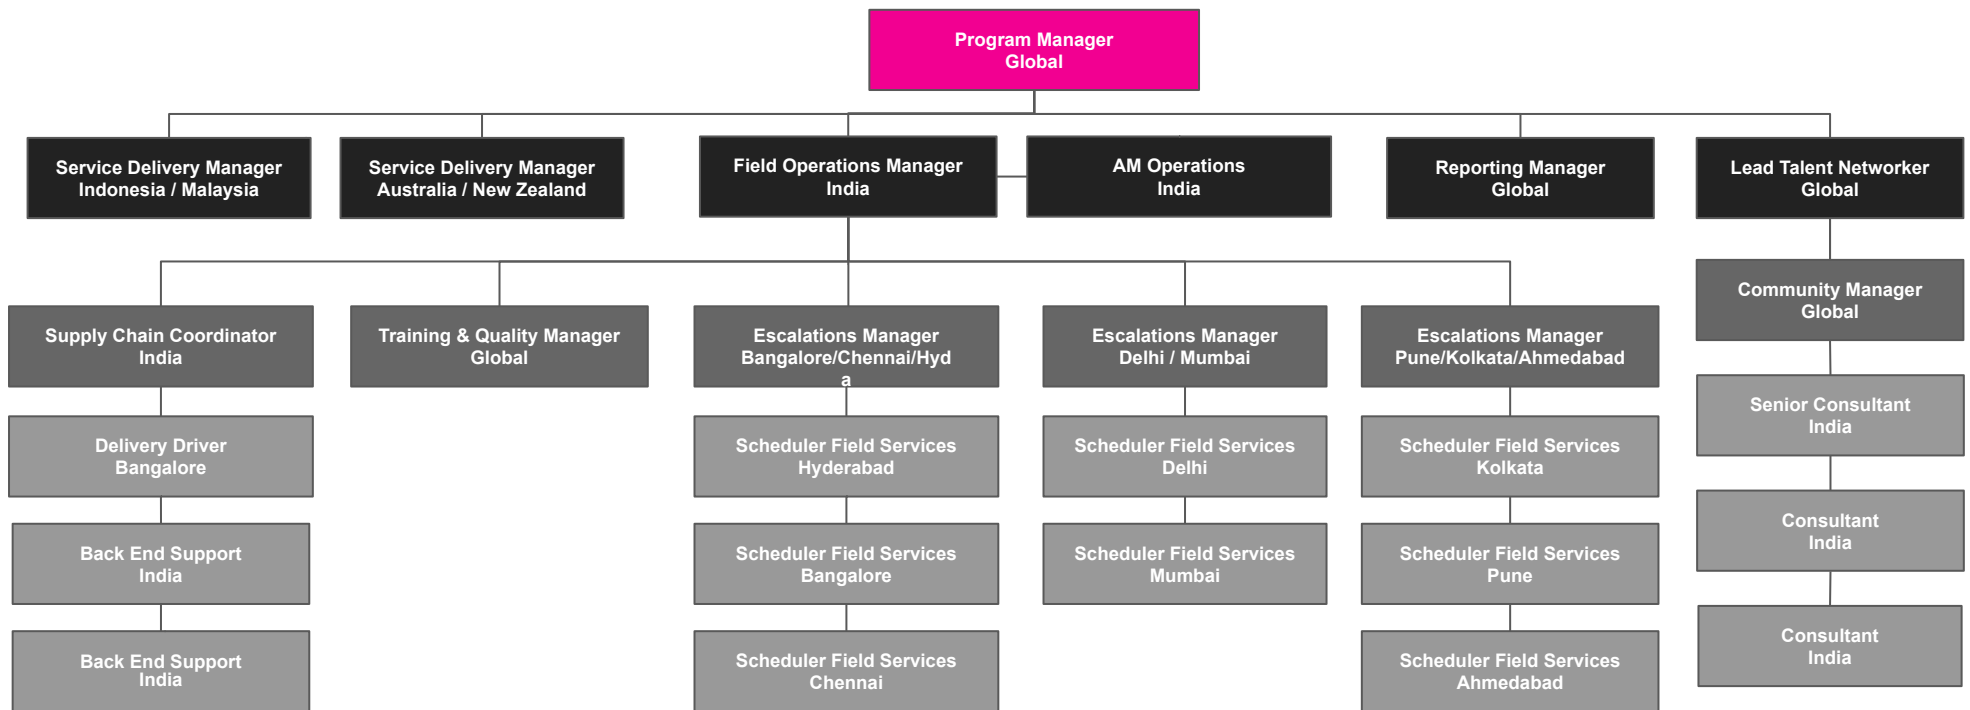 Program Manager
Global
Service Delivery Manager
Indonesia / Malaysia
Service Delivery Manager
Australia / New Zealand
Field Operations Manager
India
AM Operations
India
Reporting Manager
Global
Lead Talent Networker
Global
Community Manager
Global
Supply Chain Coordinator
India
Training & Quality Manager
Global
Escalations Manager
Bangalore/Chennai/Hyd
a
Escalations Manager
Delhi / Mumbai
Escalations Manager
Pune/Kolkata/Ahmedabad
Senior Consultant
India
Delivery Driver
Bangalore
Scheduler Field Services
Hyderabad
Scheduler Field Services
Delhi
Scheduler Field Services
Kolkata
Consultant
India
Back End Support
India
Scheduler Field Services
Bangalore
Scheduler Field Services
Mumbai
Scheduler Field Services
Pune
Consultant
India
Back End Support
India
Scheduler Field Services
Chennai
Scheduler Field Services
Ahmedabad